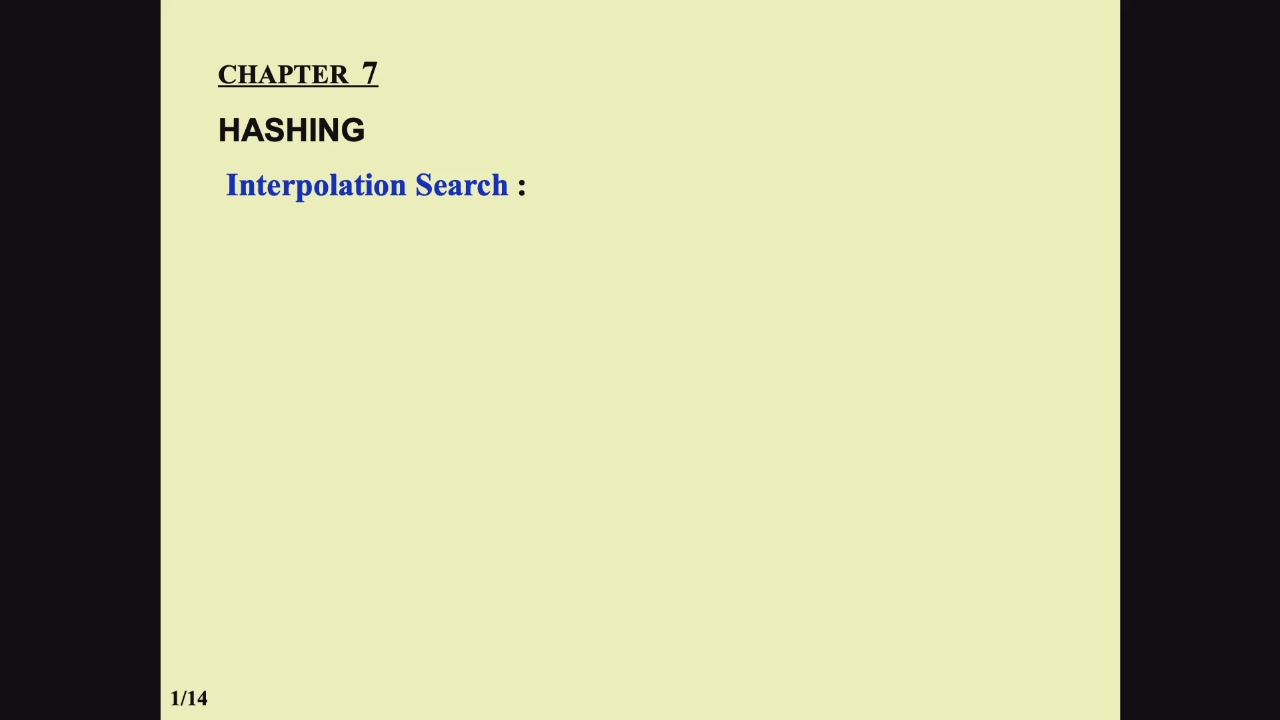 CHAPTER 7
HASHING
Interpolation Search :
1/14